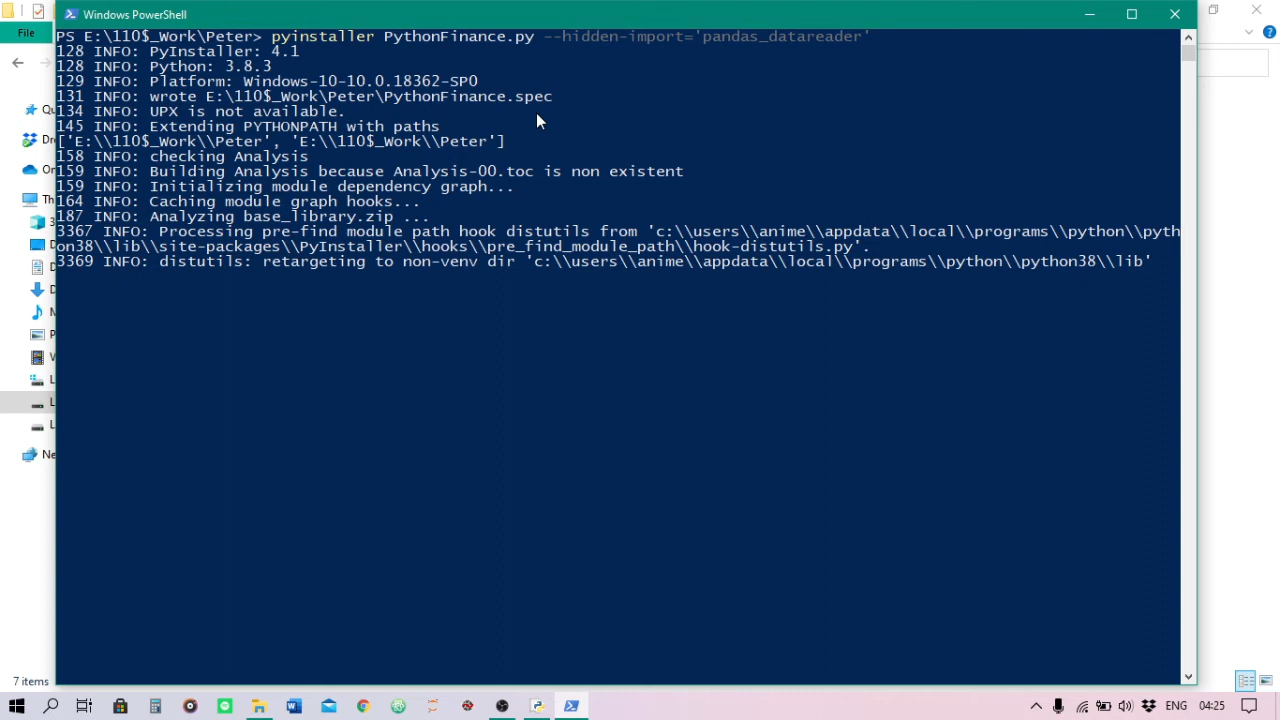 Windows PowerShell
File
PS E:\110$_Work\Peter> pyinstaller PythonFinance.py --hidden-import='pandas_datareader'
128 INFO: PyInstaller: 4.1
128 INFO: Python: 3.8.3
129 INFO: Platform: Windows-10-10.0.18362-SP0
131 INFO: wrote E:\110$_Work\Peter\PythonFinance.spec
134 INFO: UPX is not available.
145 INFO: Extending PYTHONPATH with paths
['E:\\110$_Work\\Peter', 'E:\\110$_Work\\Peter']
158 INFO: checking Analysis
159 INFO: Building Analysis because Analysis-00.toc is non existent
159 INFO: Initializing module dependency graph...
164 INFO: Caching module graph hooks...
187 INFO: Analyzing base_library.zip ...
3367 INFO: Processing pre-find module path hook distutils from 'c:\\users\\anime\\appdata\\local\\programs\\python\\pyth
on38\\lib\\site-packages\\PyInstaller\\hooks\\pre_find_module_path\\hook-distutils.py'.
3369 INFO: distutils: retargeting to non-venv dir 'c:\\users\\anime\\appdata\\local\\programs\\python\\python38\\lib'
7 items
ENG
04:25